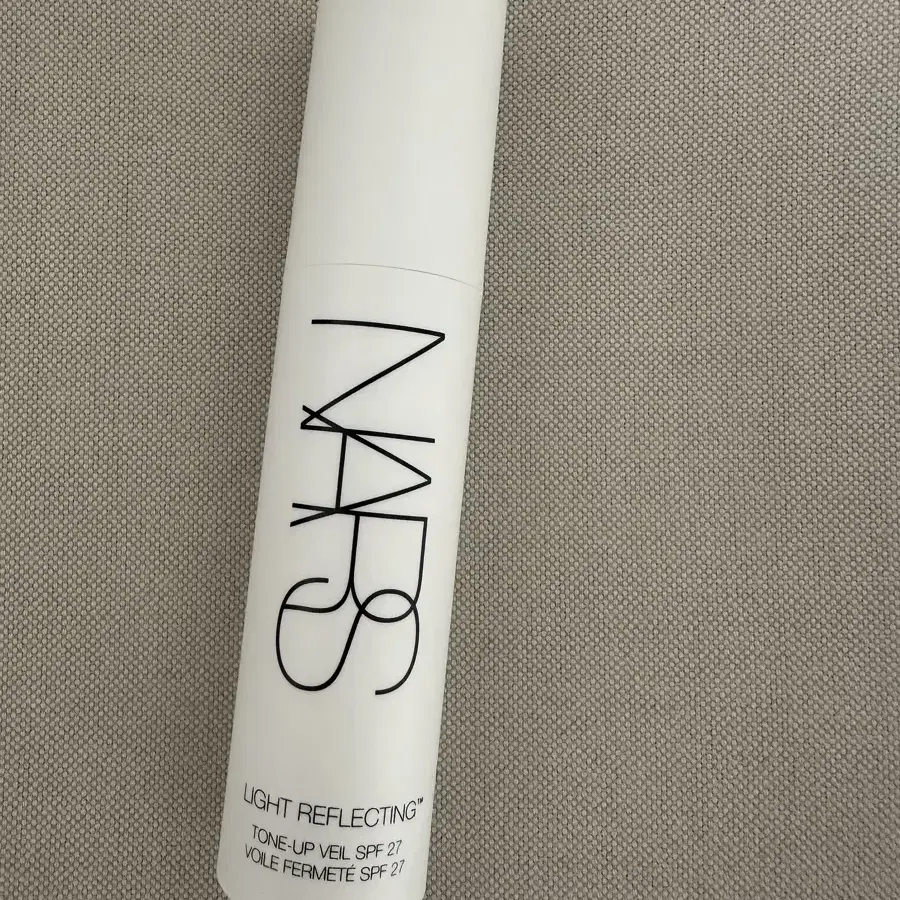 NARS
LIGHT REFLECTING™
TONE-UP VEIL SPF 27
VOILE FERMETÉ SPF 27